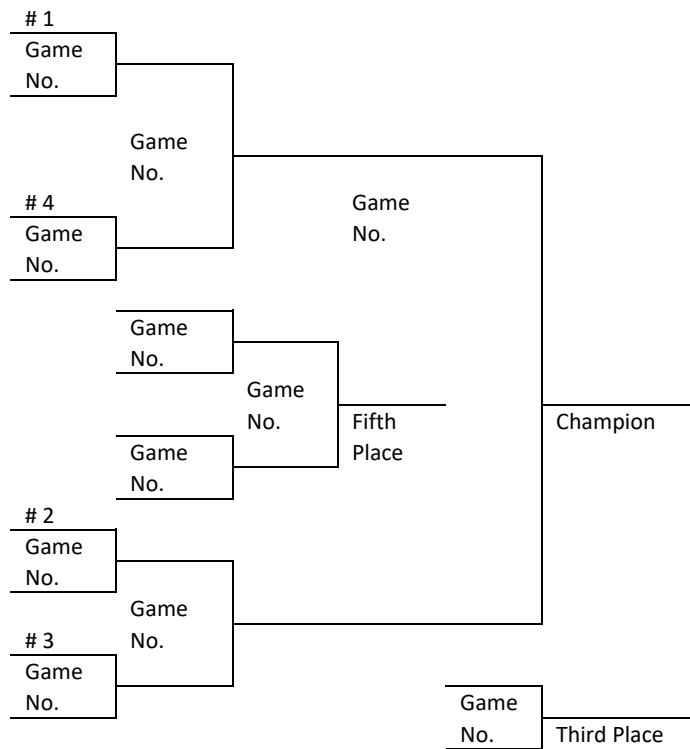 # 1
Game
No.
Game
No.
# 4
Game
No.
Game
No.
Game
No.
Game
No.
Fifth
Place
Champion
Game
No.
# 2
Game
No.
Game
No.
# 3
Game
No.
Game
No.
Third Place